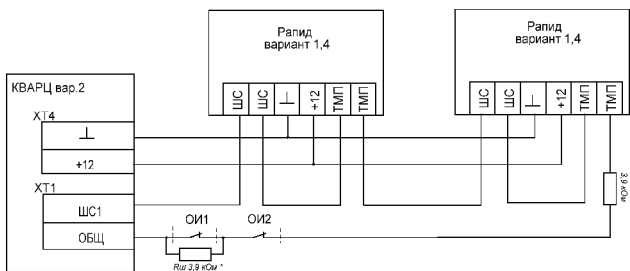 Рапид
вариант 1,4
ШС
ШС
⊥
+12
ТМП
ТМП
Рапид
вариант 1,4
ШС
ШС
⊥
+12
ТМП
ТМП
КВАРЦ вар.2
ХТ4
⊥
+12
ХТ1
ШС1
ОБЩ
ОИ1
ОИ2
Rш 3,9 кОм *
3,9 кОм